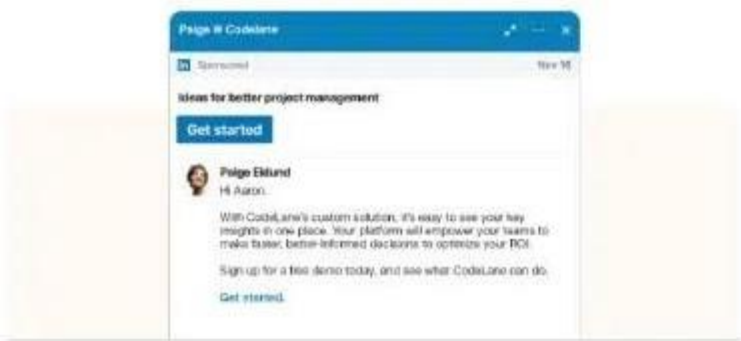 Paige @ Codelane
in Sponsored
Nov 16
Ideas for better project management
Get started
Paige Eklund
Hi Aaron,
With CodeLane's custom solution, it's easy to see your key
insights in one place. Your platform will empower your teams to
make faster, better-informed decisions to optimize your ROI.
Sign up for a free demo today, and see what CodeLane can do.
Get started.